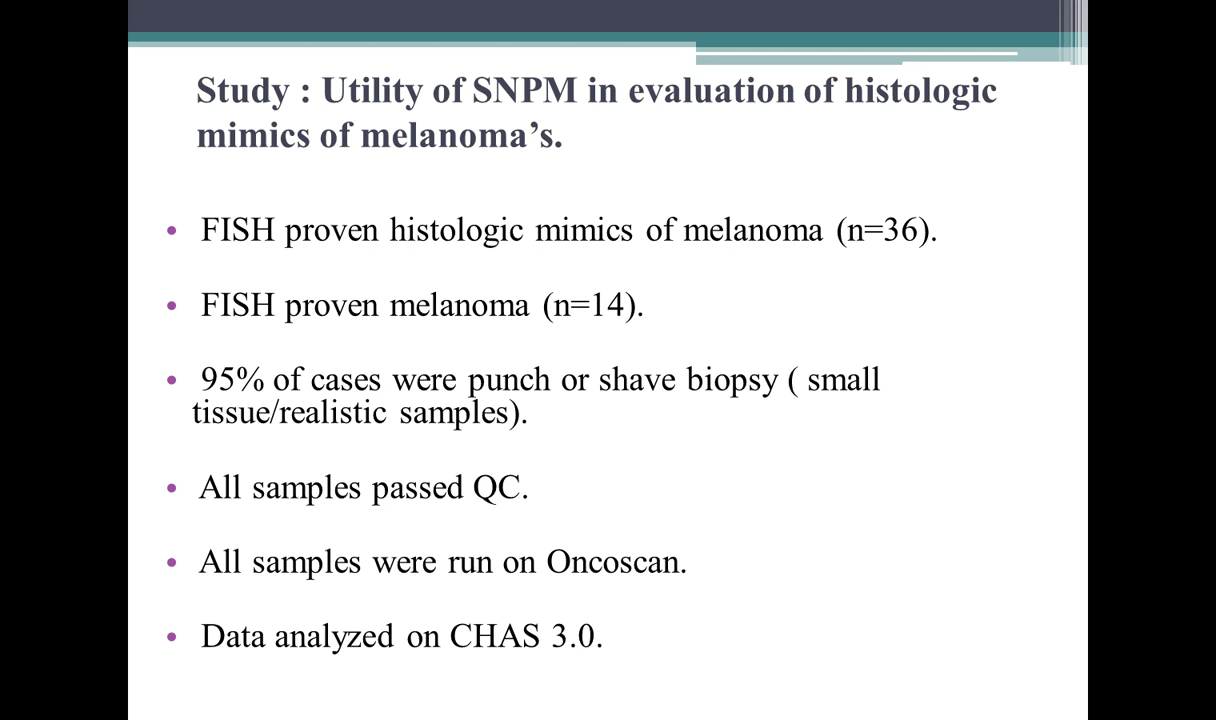 Study : Utility of SNPM in evaluation of histologic
mimics of melanoma’s.
• FISH proven histologic mimics of melanoma (n=36).
• FISH proven melanoma (n=14).
• 95% of cases were punch or shave biopsy ( small
tissue/realistic samples).
• All samples passed QC.
• All samples were run on Oncoscan.
• Data analyzed on CHAS 3.0.